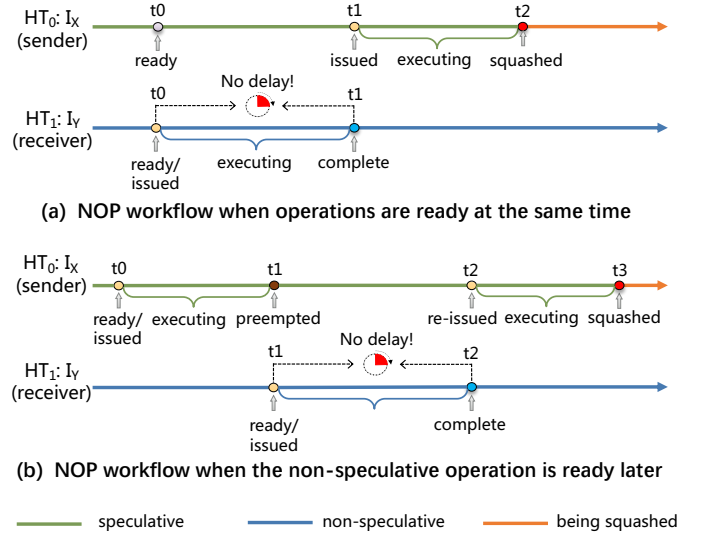 t0 t1 t2
HT₀: Iₓ
(sender)
ready issued executing squashed
No delay!
t0 t1
HT₁: Iᵧ
(receiver)
ready/
issued
executing complete
(a) NOP workflow when operations are ready at the same time
t0 t1 t2 t3
HT₀: Iₓ
(sender)
ready/
issued
executing preempted re-issued executing squashed
No delay!
t1 t2
HT₁: Iᵧ
(receiver)
ready/
issued
complete
(b) NOP workflow when the non-speculative operation is ready later
speculative non-speculative being squashed